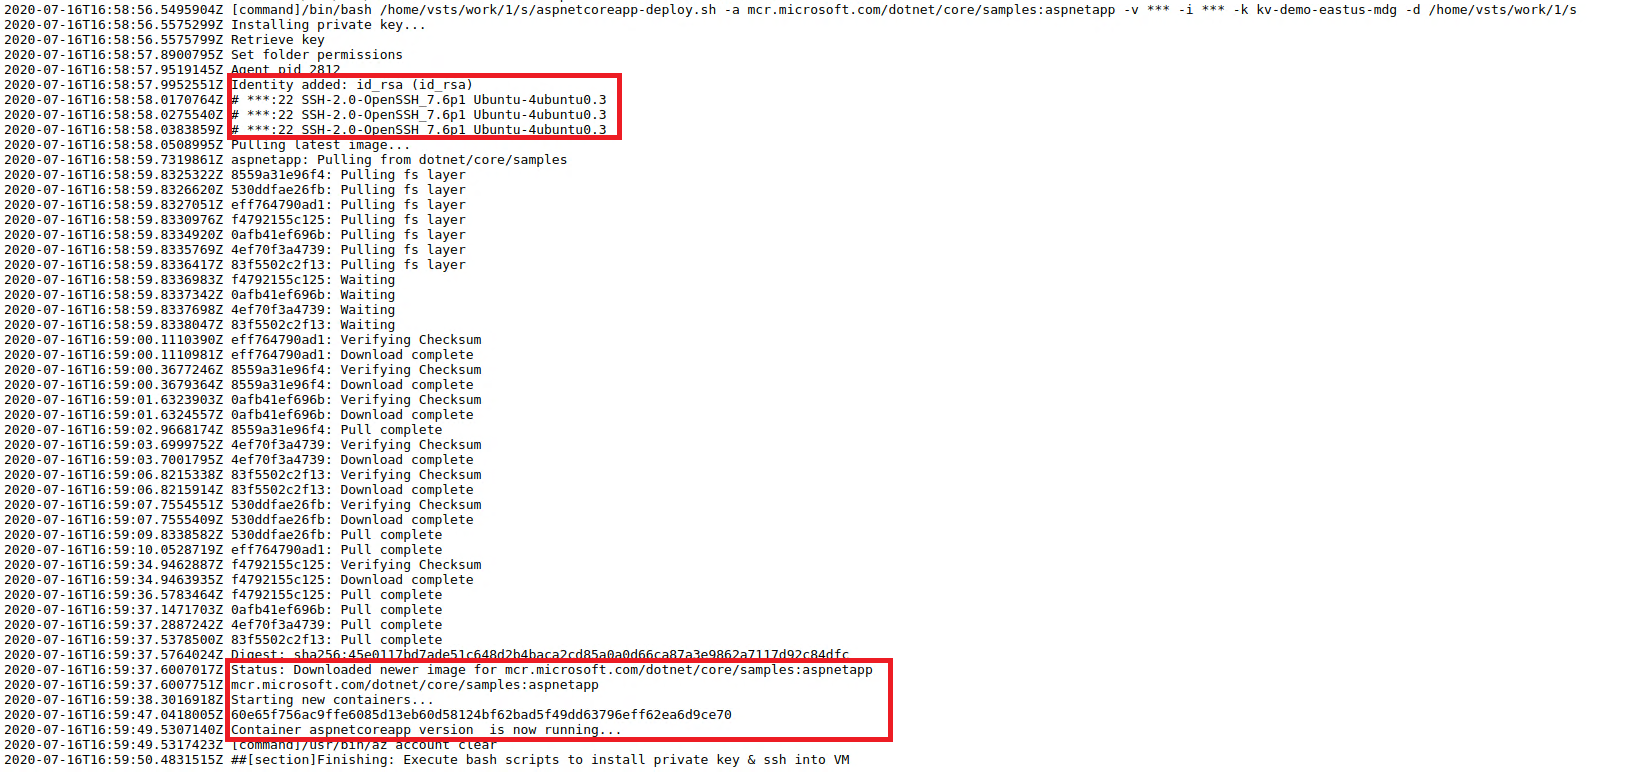 2020-07-16T16:58:56.5495904Z [command]/bin/bash /home/vsts/work/1/s/aspnetcoreapp-deploy.sh -a mcr.microsoft.com/dotnet/core/samples:aspnetapp -v *** -i *** -k kv-demo-eastus-mdg -d /home/vsts/work/1/s
2020-07-16T16:58:56.5575299Z Installing private key...
2020-07-16T16:58:56.5575799Z Retrieve key
2020-07-16T16:58:57.8900795Z Set folder permissions
2020-07-16T16:58:57.9519145Z Agent pid 2812
2020-07-16T16:58:57.9952551Z Identity added: id_rsa (id_rsa)
2020-07-16T16:58:58.0170764Z # ***:22 SSH-2.0-OpenSSH_7.6p1 Ubuntu-4ubuntu0.3
2020-07-16T16:58:58.0275540Z # ***:22 SSH-2.0-OpenSSH_7.6p1 Ubuntu-4ubuntu0.3
2020-07-16T16:58:58.0383859Z # ***:22 SSH-2.0-OpenSSH_7.6p1 Ubuntu-4ubuntu0.3
2020-07-16T16:58:58.0508995Z Pulling latest image...
2020-07-16T16:58:59.7319861Z aspnetapp: Pulling from dotnet/core/samples
2020-07-16T16:58:59.8325322Z 8559a31e96f4: Pulling fs layer
2020-07-16T16:58:59.8326620Z 530ddfae26fb: Pulling fs layer
2020-07-16T16:58:59.8327051Z eff764790ad1: Pulling fs layer
2020-07-16T16:58:59.8330976Z f4792155c125: Pulling fs layer
2020-07-16T16:58:59.8334920Z 0afb41ef696b: Pulling fs layer
2020-07-16T16:58:59.8335769Z 4ef70f3a4739: Pulling fs layer
2020-07-16T16:58:59.8336417Z 83f5502c2f13: Pulling fs layer
2020-07-16T16:58:59.8336983Z f4792155c125: Waiting
2020-07-16T16:58:59.8337342Z 0afb41ef696b: Waiting
2020-07-16T16:58:59.8337698Z 4ef70f3a4739: Waiting
2020-07-16T16:58:59.8338047Z 83f5502c2f13: Waiting
2020-07-16T16:59:00.1110390Z eff764790ad1: Verifying Checksum
2020-07-16T16:59:00.1110981Z eff764790ad1: Download complete
2020-07-16T16:59:00.3677246Z 8559a31e96f4: Verifying Checksum
2020-07-16T16:59:00.3679364Z 8559a31e96f4: Download complete
2020-07-16T16:59:01.6323903Z 0afb41ef696b: Verifying Checksum
2020-07-16T16:59:01.6324557Z 0afb41ef696b: Download complete
2020-07-16T16:59:02.9668174Z 8559a31e96f4: Pull complete
2020-07-16T16:59:03.6999752Z 4ef70f3a4739: Verifying Checksum
2020-07-16T16:59:03.7001795Z 4ef70f3a4739: Download complete
2020-07-16T16:59:06.8215338Z 83f5502c2f13: Verifying Checksum
2020-07-16T16:59:06.8215914Z 83f5502c2f13: Download complete
2020-07-16T16:59:07.7554551Z 530ddfae26fb: Verifying Checksum
2020-07-16T16:59:07.7555409Z 530ddfae26fb: Download complete
2020-07-16T16:59:09.8338582Z 530ddfae26fb: Pull complete
2020-07-16T16:59:10.0528719Z eff764790ad1: Pull complete
2020-07-16T16:59:34.9462887Z f4792155c125: Verifying Checksum
2020-07-16T16:59:34.9463935Z f4792155c125: Download complete
2020-07-16T16:59:36.5783464Z f4792155c125: Pull complete
2020-07-16T16:59:37.1471703Z 0afb41ef696b: Pull complete
2020-07-16T16:59:37.2887242Z 4ef70f3a4739: Pull complete
2020-07-16T16:59:37.5378500Z 83f5502c2f13: Pull complete
2020-07-16T16:59:37.5764024Z Digest: sha256:45e0117bd7ade51c648d2b4baca2cd85a0a0d66ca87a3e9862a7117d92c84dfc
2020-07-16T16:59:37.6007017Z Status: Downloaded newer image for mcr.microsoft.com/dotnet/core/samples:aspnetapp
2020-07-16T16:59:37.6007751Z mcr.microsoft.com/dotnet/core/samples:aspnetapp
2020-07-16T16:59:38.3016918Z Starting new containers...
2020-07-16T16:59:47.0418005Z 60e65f756ac9ffe6085d13eb60d58124bf62bad5f49dd63796eff62ea6d9ce70
2020-07-16T16:59:49.5307140Z Container aspnetcoreapp version  is now running...
2020-07-16T16:59:49.5317423Z [command]/usr/bin/az account clear
2020-07-16T16:59:50.4831515Z ##[section]Finishing: Execute bash scripts to install private key & ssh into VM